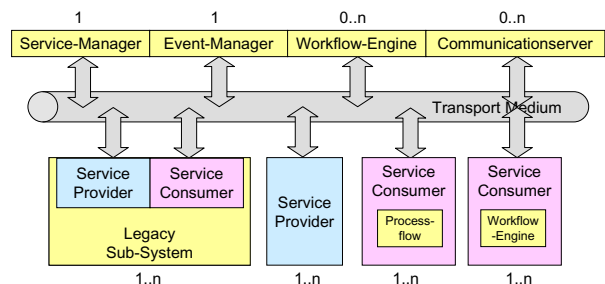 1 1 0..n 0..n
Service-Manager Event-Manager Workflow-Engine Communicationserver
Transport Medium
Service Provider
Service Consumer
Legacy
Sub-System
Service
Provider
Service
Consumer
Process-
flow
Service
Consumer
Workflow
-Engine
1..n 1..n 1..n 1..n